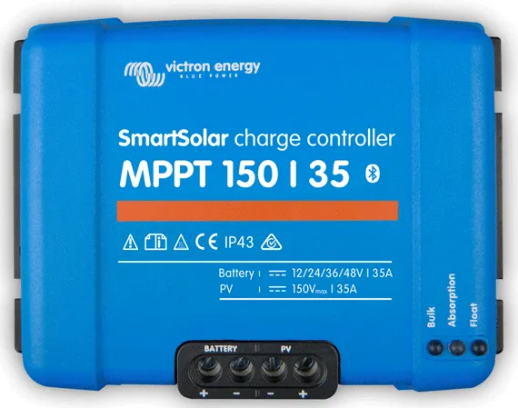 victron energy
BLUE POWER
SmartSolar charge controller
MPPT 150 | 35
CE IP43
Battery | ⎓ 12/24/36/48V | 35A
PV | ⎓ 150Vmax | 35A
Bulk
Absorption
Float
BATTERY PV
+ - - +